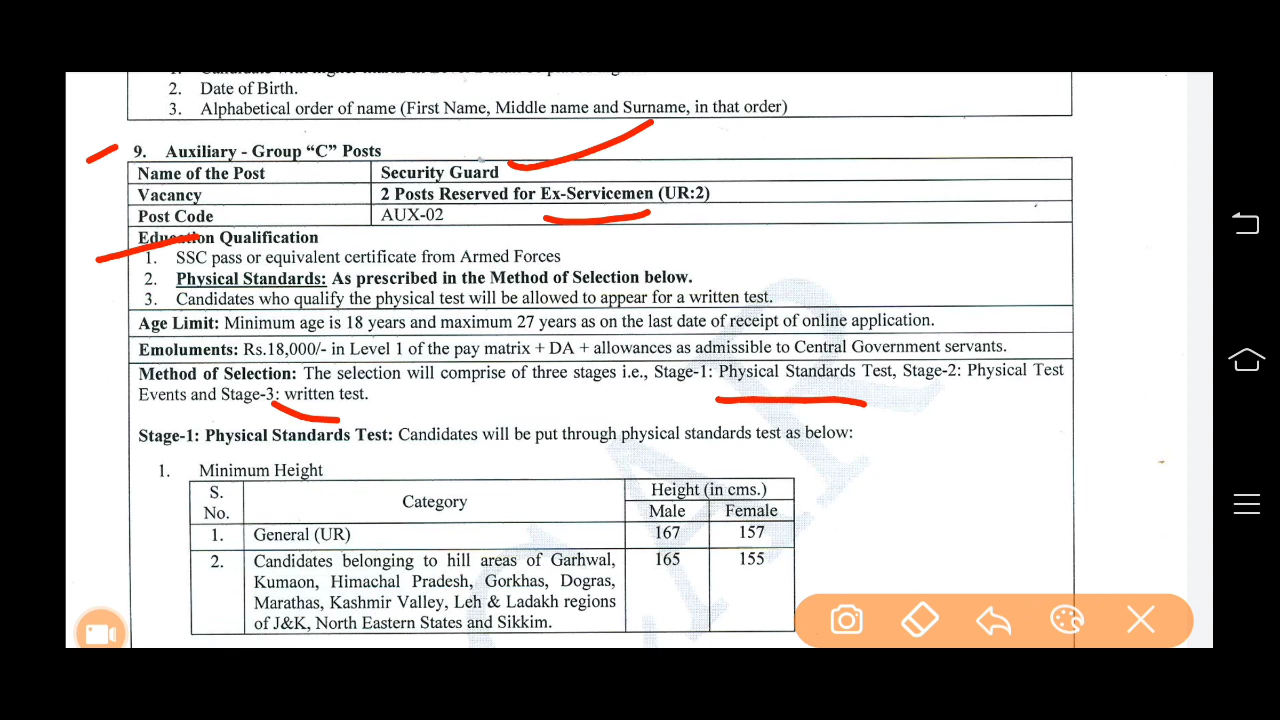 2. Date of Birth.
3. Alphabetical order of name (First Name, Middle name and Surname, in that order)
9. Auxiliary - Group “C” Posts
Name of the Post Security Guard
Vacancy 2 Posts Reserved for Ex-Servicemen (UR:2)
Post Code AUX-02
Education Qualification
1. SSC pass or equivalent certificate from Armed Forces
2. Physical Standards: As prescribed in the Method of Selection below.
3. Candidates who qualify the physical test will be allowed to appear for a written test.
Age Limit: Minimum age is 18 years and maximum 27 years as on the last date of receipt of online application.
Emoluments: Rs.18,000/- in Level 1 of the pay matrix + DA + allowances as admissible to Central Government servants.
Method of Selection: The selection will comprise of three stages i.e., Stage-1: Physical Standards Test, Stage-2: Physical Test
Events and Stage-3: written test.
Stage-1: Physical Standards Test: Candidates will be put through physical standards test as below:
1. Minimum Height
S. No. Category Height (in cms.)
Male Female
1. General (UR) 167 157
2. Candidates belonging to hill areas of Garhwal, 165 155
Kumaon, Himachal Pradesh, Gorkhas, Dogras,
Marathas, Kashmir Valley, Leh & Ladakh regions
of J&K, North Eastern States and Sikkim.